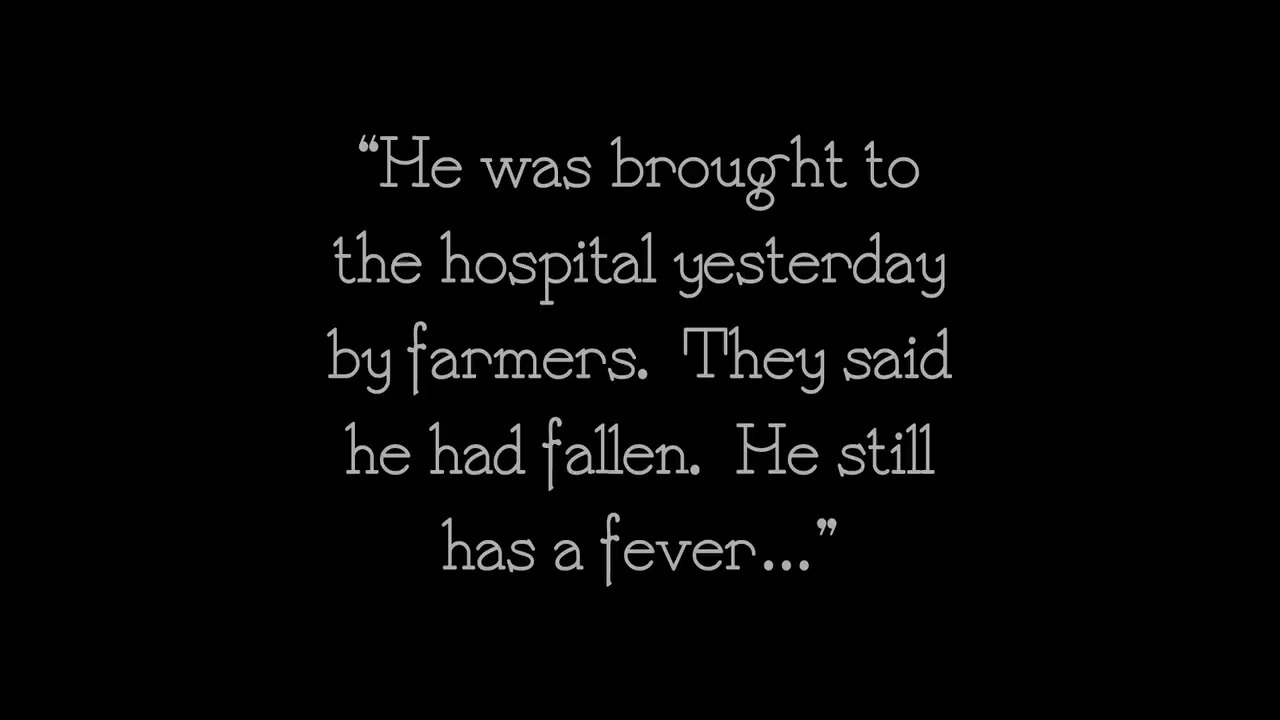 “He was brought to
the hospital yesterday
by farmers.  They said
he had fallen.  He still
has a fever...”